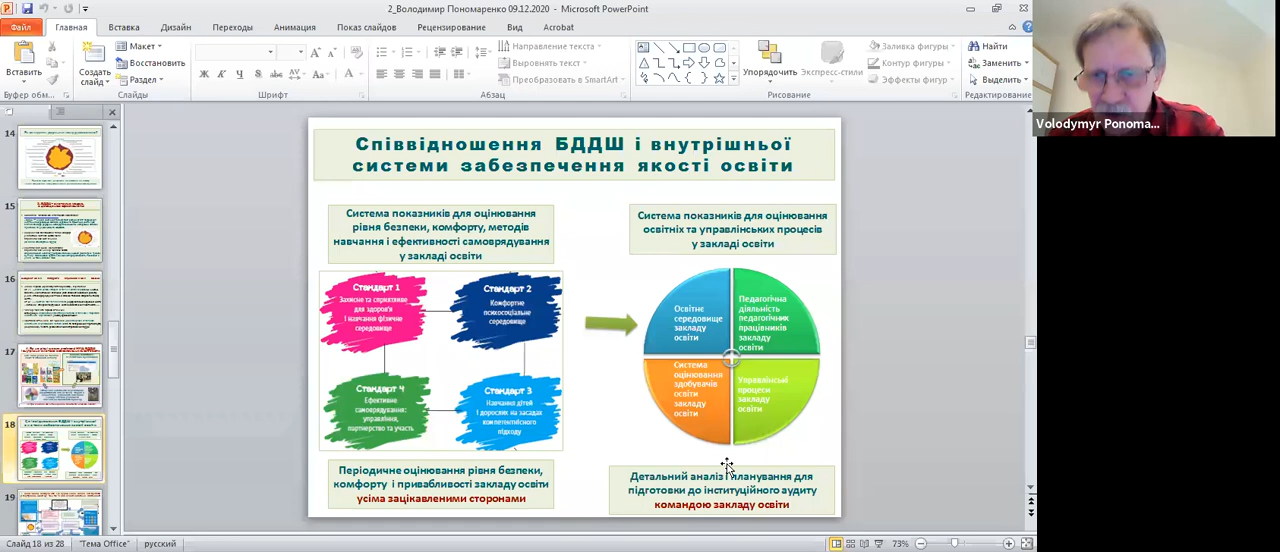 2_Володимир Пономаренко 09.12.2020 - Microsoft PowerPoint
Файл
Главная
Вставка
Дизайн
Переходы
Анимация
Показ слайдов
Рецензирование
Вид
Acrobat
Вставить
Буфер обм...
Создать
слайд
Макет
Восстановить
Раздел
Слайды
Шрифт
Направление текста
Выровнять текст
Преобразовать в SmartArt
Абзац
Упорядочить
Экспресс-стили
Заливка фигуры
Контур фигуры
Эффекты фигур
Рисование
Найти
Заменить
Выделить
Редактирование
Volodymyr Ponoma...
14
15
16
17
18
19
Співвідношення БДДШ і внутрішньої
системи забезпечення якості освіти
Система показників для оцінювання
рівня безпеки, комфорту, методів
навчання і ефективності самоврядування
у закладі освіти
Система показників для оцінювання
освітніх та управлінських процесів
у закладі освіти
Стандарт 1
Захисне та сприятливе
для здоров'я
і навчання фізичне
середовище
Стандарт 2
Комфортне
психосоціальне
середовище
Стандарт 4
Ефективне
самоврядування:
управління,
партнерство та участь
Стандарт 3
Навчання дітей
і дорослих на засадах
компетентнісного
підходу
Освітнє
середовище
закладу
освіти
Педагогічна
діяльність
педагогічних
працівників
закладу
освіти
Система
оцінювання
здобувачів
освіти
закладу
освіти
Управлінські
процеси
закладу
освіти
Періодичне оцінювання рівня безпеки,
комфорту і привабливості закладу освіти
усіма зацікавленими сторонами
Детальний аналіз і планування для
підготовки до інституційного аудиту
командою закладу освіти
Слайд 18 из 28
"Тема Office"
русский
73%